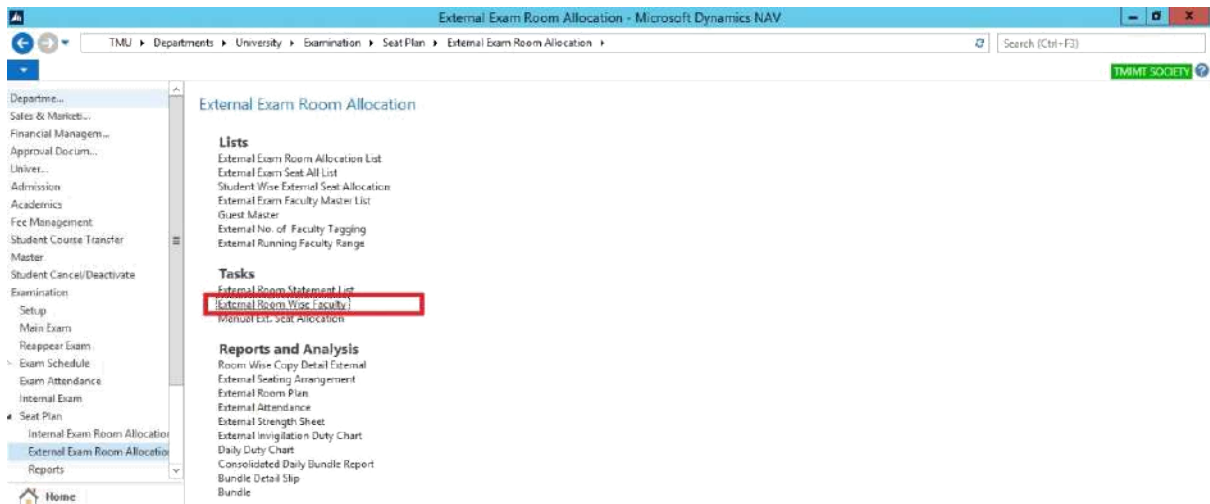 External Exam Room Allocation - Microsoft Dynamics NAV
TMU Departments University Examination Seat Plan External Exam Room Allocation
Search (Ctrl+F3)
TMIMT SOCIETY
Departme...
Sales & Marketi...
Financial Managem...
Approval Docum...
Univer...
Admission
Academics
Fee Management
Student Course Transfer
Master
Student Cancel/Deactivate
Examination
Setup
Main Exam
Reappear Exam
Exam Schedule
Exam Attendance
Internal Exam
Seat Plan
Internal Exam Room Allocation
External Exam Room Allocation
Reports
Home
External Exam Room Allocation
Lists
External Exam Room Allocation List
External Exam Seat All List
Student Wise External Seat Allocation
External Exam Faculty Master List
Guest Master
External No. of Faculty Tagging
External Running Faculty Range
Tasks
External Room Statement List
External Room Wise Faculty
Manual Ext. Seat Allocation
Reports and Analysis
Room Wise Copy Detail External
External Seating Arrangement
External Room Plan
External Attendance
External Strength Sheet
External Invigilation Duty Chart
Daily Duty Chart
Consolidated Daily Bundle Report
Bundle Detail Slip
Bundle